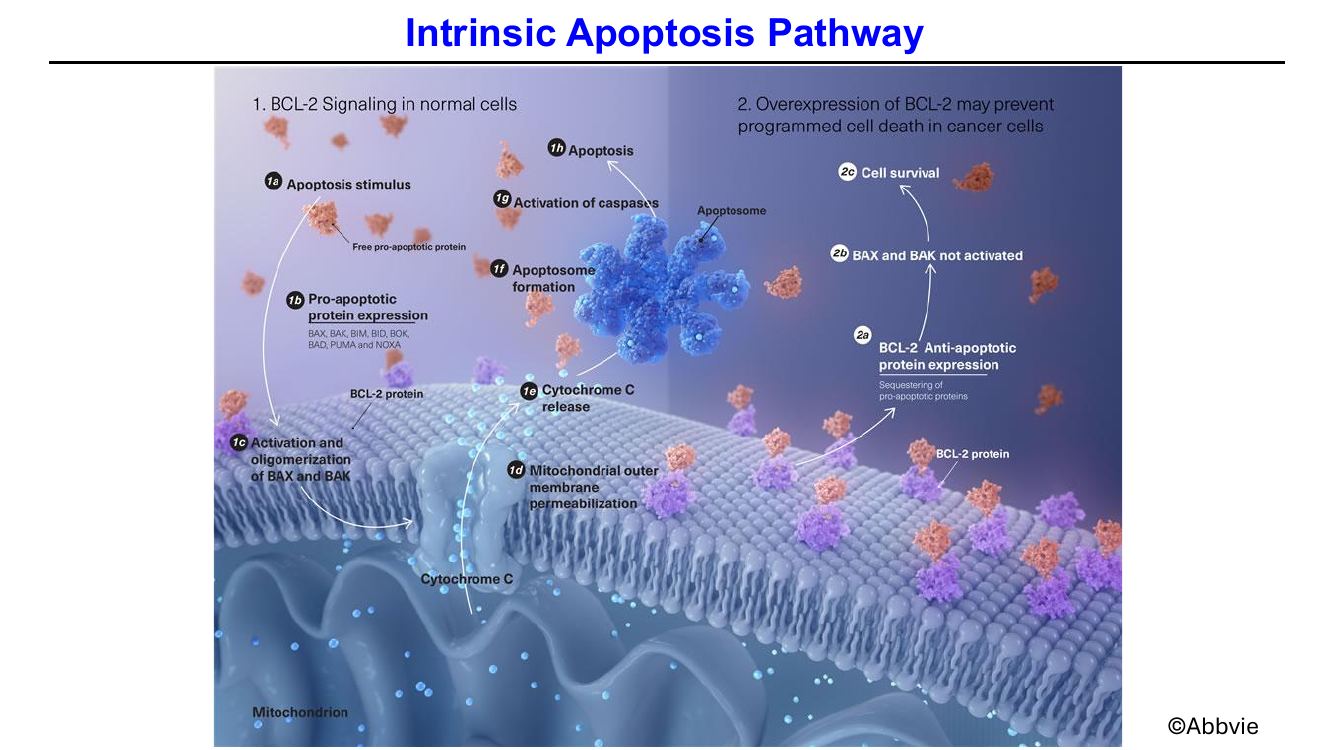 Intrinsic Apoptosis Pathway
1. BCL-2 Signaling in normal cells
1a Apoptosis stimulus
Free pro-apoptotic protein
1b Pro-apoptotic
protein expression
BAX, BAK, BIM, BID, BOK,
BAD, PUMA and NOXA
BCL-2 protein
1c Activation and
oligomerization
of BAX and BAK
1d Mitochondrial outer
membrane
permeabilization
Cytochrome C
1e Cytochrome C
release
1f Apoptosome
formation
1g Activation of caspases
1h Apoptosis
Apoptosome
Mitochondrion
2. Overexpression of BCL-2 may prevent
programmed cell death in cancer cells
2c Cell survival
2b BAX and BAK not activated
2a
BCL-2 Anti-apoptotic
protein expression
Sequestering of
pro-apoptotic proteins
BCL-2 protein
©Abbvie